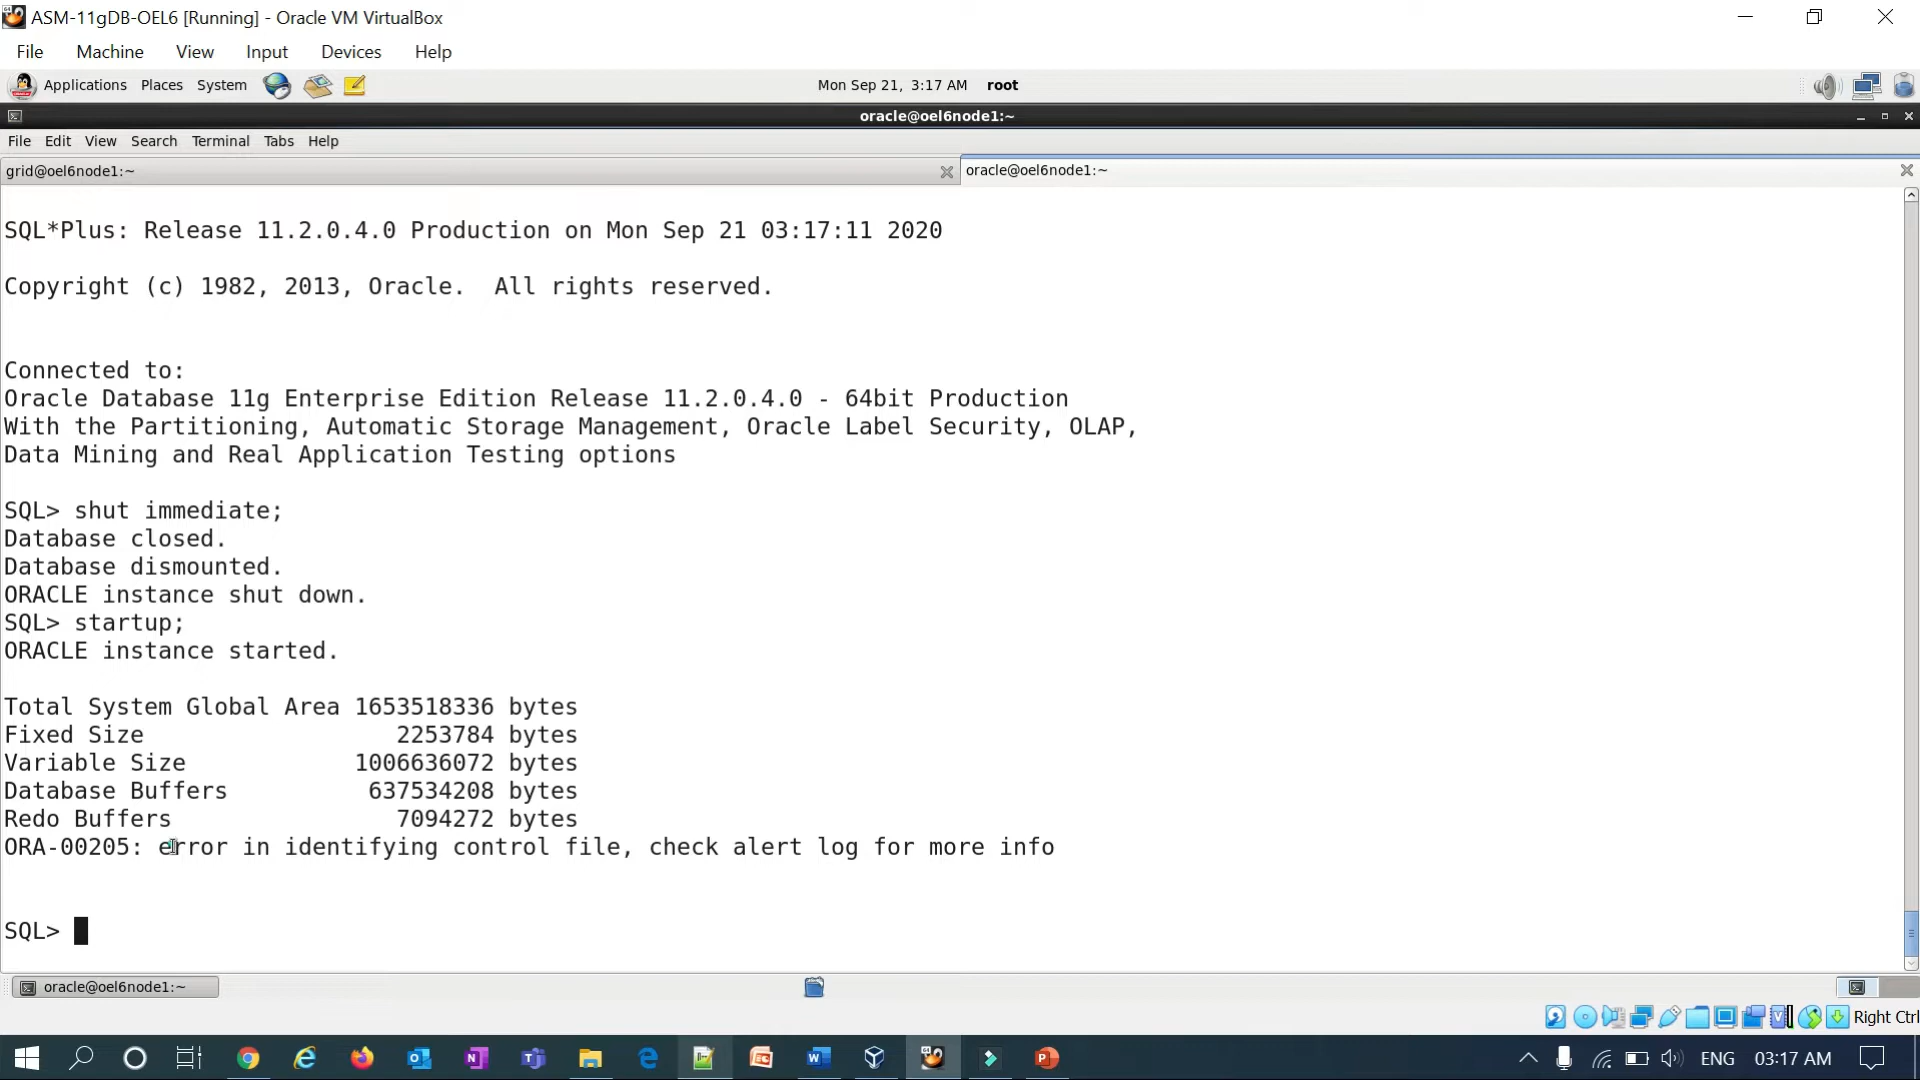 ASM-11gDB-OEL6 [Running] - Oracle VM VirtualBox
File Machine View Input Devices Help
Applications Places System Mon Sep 21, 3:17 AM root
oracle@oel6node1:~
File Edit View Search Terminal Tabs Help
grid@oel6node1:~ oracle@oel6node1:~
SQL*Plus: Release 11.2.0.4.0 Production on Mon Sep 21 03:17:11 2020
Copyright (c) 1982, 2013, Oracle.  All rights reserved.
Connected to:
Oracle Database 11g Enterprise Edition Release 11.2.0.4.0 - 64bit Production
With the Partitioning, Automatic Storage Management, Oracle Label Security, OLAP,
Data Mining and Real Application Testing options
SQL> shut immediate;
Database closed.
Database dismounted.
ORACLE instance shut down.
SQL> startup;
ORACLE instance started.
Total System Global Area 1653518336 bytes
Fixed Size 2253784 bytes
Variable Size 1006636072 bytes
Database Buffers 637534208 bytes
Redo Buffers 7094272 bytes
ORA-00205: error in identifying control file, check alert log for more info
SQL>
oracle@oel6node1:~
Right Ctrl
ENG 03:17 AM